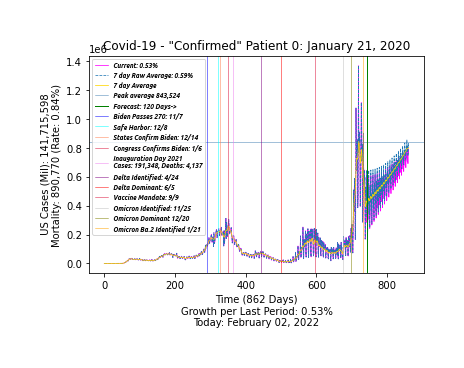 Covid-19 - "Confirmed" Patient 0: January 21, 2020
1e6
1.4
1.2
1.0
0.8
0.6
0.4
0.2
0.0
0
200
400
600
800
US Cases (Mil): 141,715,598
Mortality: 890,770 (Rate: 0.84%)
Current: 0.53%
7 day Raw Average: 0.59%
7 day Average
Peak average 843,524
Forecast: 120 Days->
Biden Passes 270: 11/7
Safe Harbor: 12/8
States Confirm Biden: 12/14
Congress Confirms Biden: 1/6
Inauguration Day 2021
Cases: 191,348, Deaths: 4,137
Delta Identified: 4/24
Delta Dominant: 6/5
Vaccine Mandate: 9/9
Omicron Identified: 11/25
Omicron Dominant 12/20
Omicron Ba.2 Identified 1/21
Time (862 Days)
Growth per Last Period: 0.53%
Today: February 02, 2022